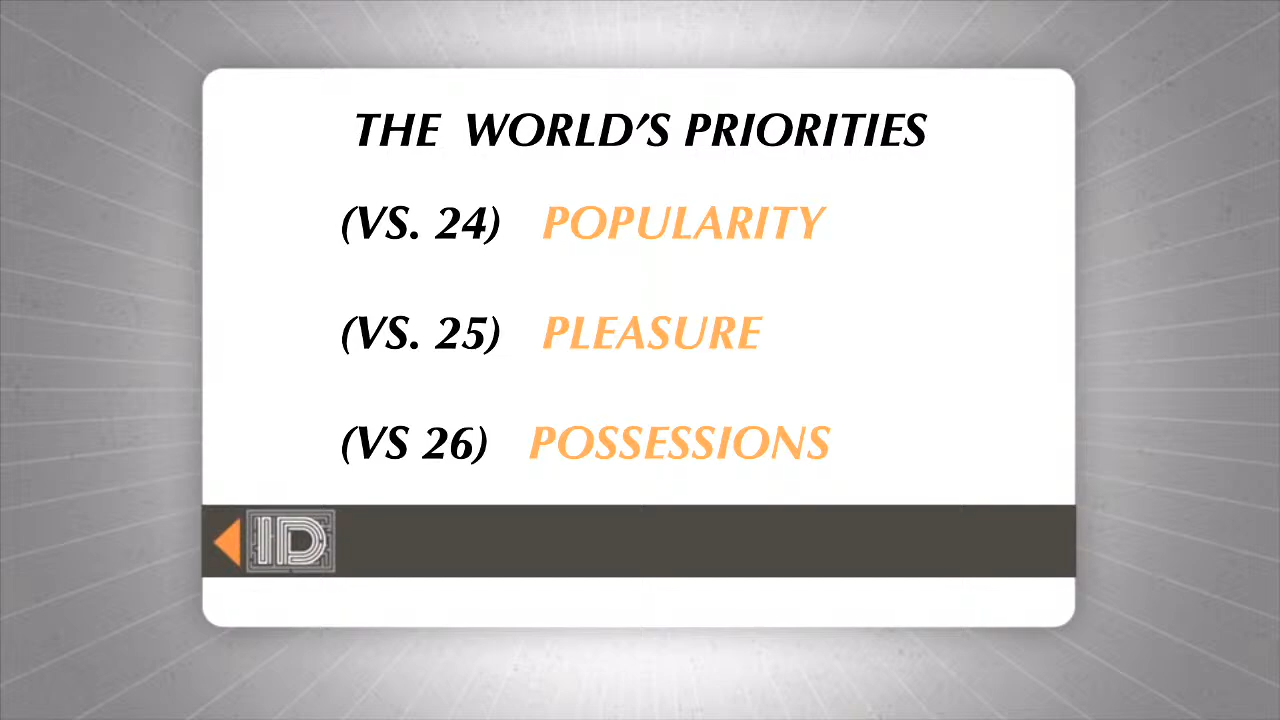 THE WORLD'S PRIORITIES
(VS. 24) POPULARITY
(VS. 25) PLEASURE
(VS 26) POSSESSIONS
ID